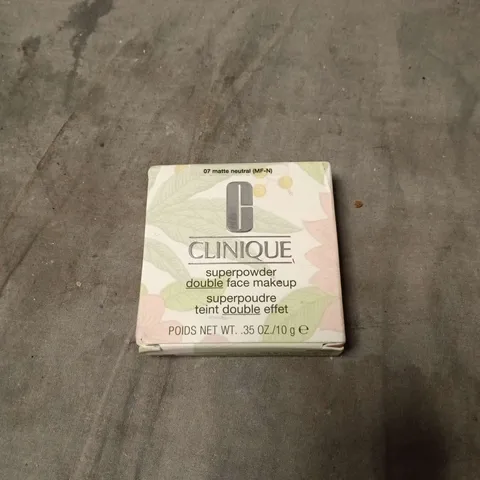 07 matte neutral (MF-N)
C
CLINIQUE
superpowder
double face makeup
superpoudre
teint double effet
POIDS NET WT. .35 OZ./10 g ℮